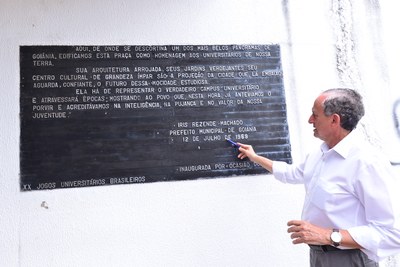 AQUI, DE ONDE SE DESCORTINA UM DOS MAIS BELOS PANORAMAS DE
GOIÂNIA, EDIFICAMOS ESTA PRAÇA COMO HOMENAGEM AOS UNIVERSITÁRIOS DE NOSSA
TERRA.
SUA ARQUITETURA ARROJADA, SEUS JARDINS VERDEJANTES, SEU
CENTRO CULTURAL DE GRANDEZA ÍMPAR SÃO A PROJEÇÃO DA CIDADE QUE LÁ EMBAIXO
AGUARDA, CONFIANTE, O FUTURO DESSA MOCIDADE ESTUDIOSA.
ELA HÁ DE REPRESENTAR O VERDADEIRO CAMPUS UNIVERSITÁRIO
E ATRAVESSARÁ ÉPOCAS, MOSTRANDO AO POVO QUE NESTA HORA JÁ ANTEVEMOS O
PORVIR E ACREDITÁVAMOS NA INTELIGÊNCIA, NA PUJANÇA E NO VALOR DA NOSSA
JUVENTUDE.
IRIS REZENDE MACHADO
PREFEITO MUNICIPAL DE GOIÂNIA
12 DE JULHO DE 1969
INAUGURADA POR OCASIÃO
XX JOGOS UNIVERSITÁRIOS BRASILEIROS